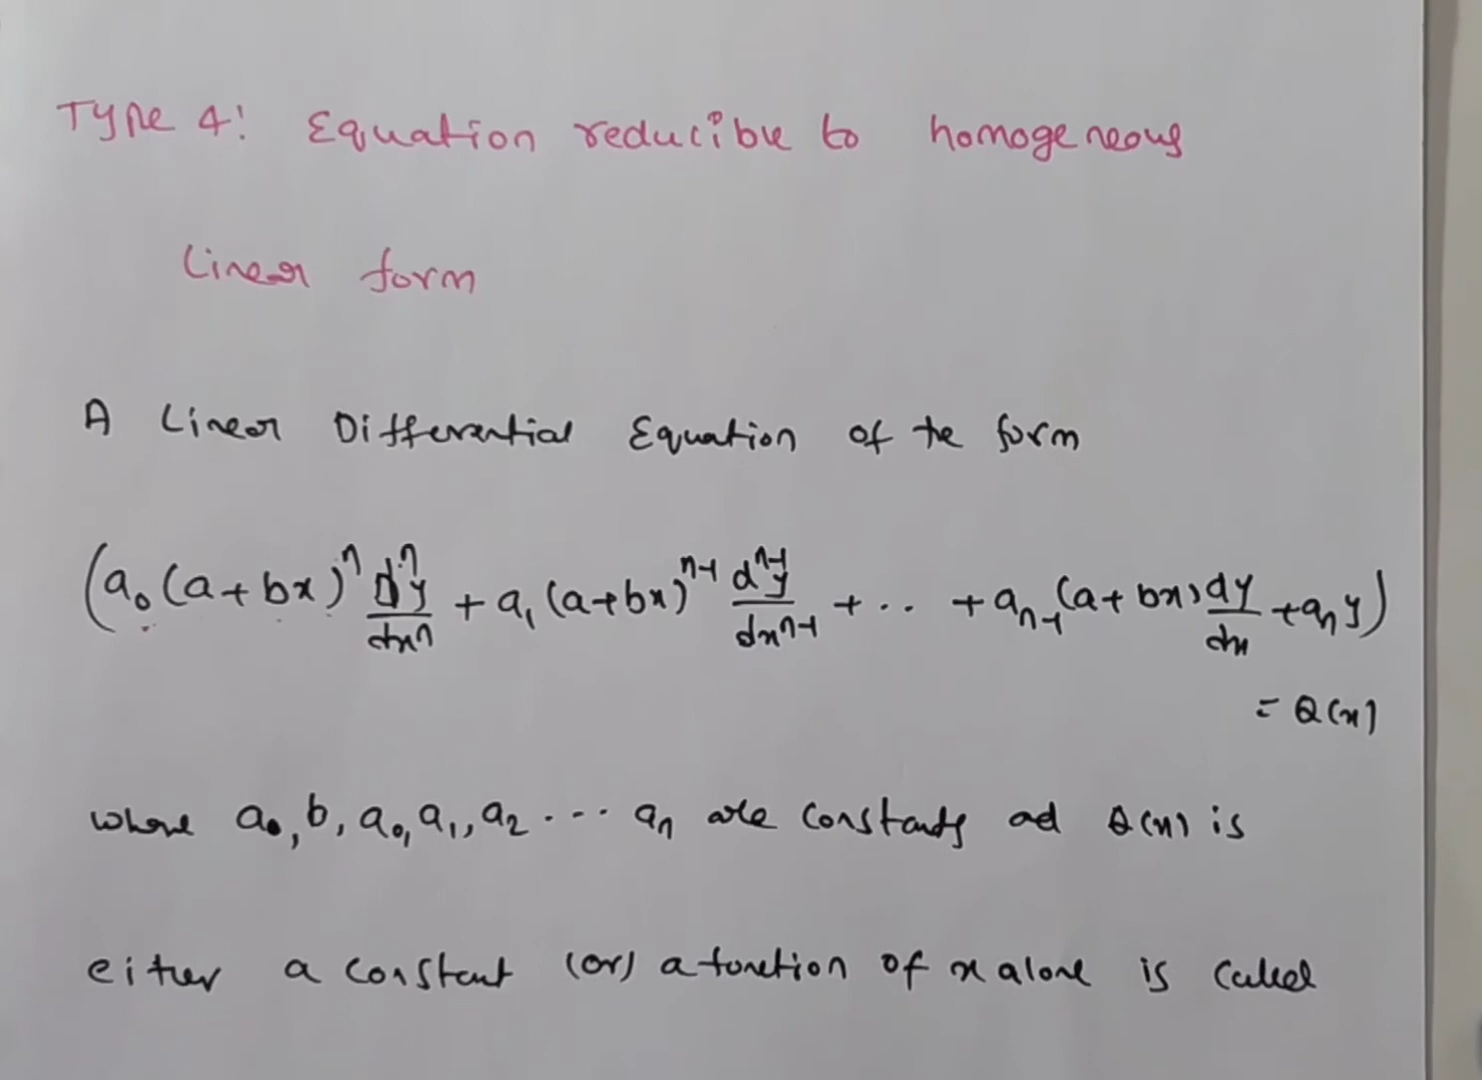 Type 4: Equation reducible to homogeneous
Linear form
A Linear Differential Equation of the form
(a₀(a+bx)ⁿ dⁿy/dxⁿ + a₁(a+bx)ⁿ⁻¹ dⁿ⁻¹y/dxⁿ⁻¹ + .. + aₙ₋₁(a+bx)dy/dx + aₙy)
= Q(x)
where a₀, b, a₀, a₁, a₂ .... aₙ are constants ad Q(x) is
either a constant (or) a function of x alone is called